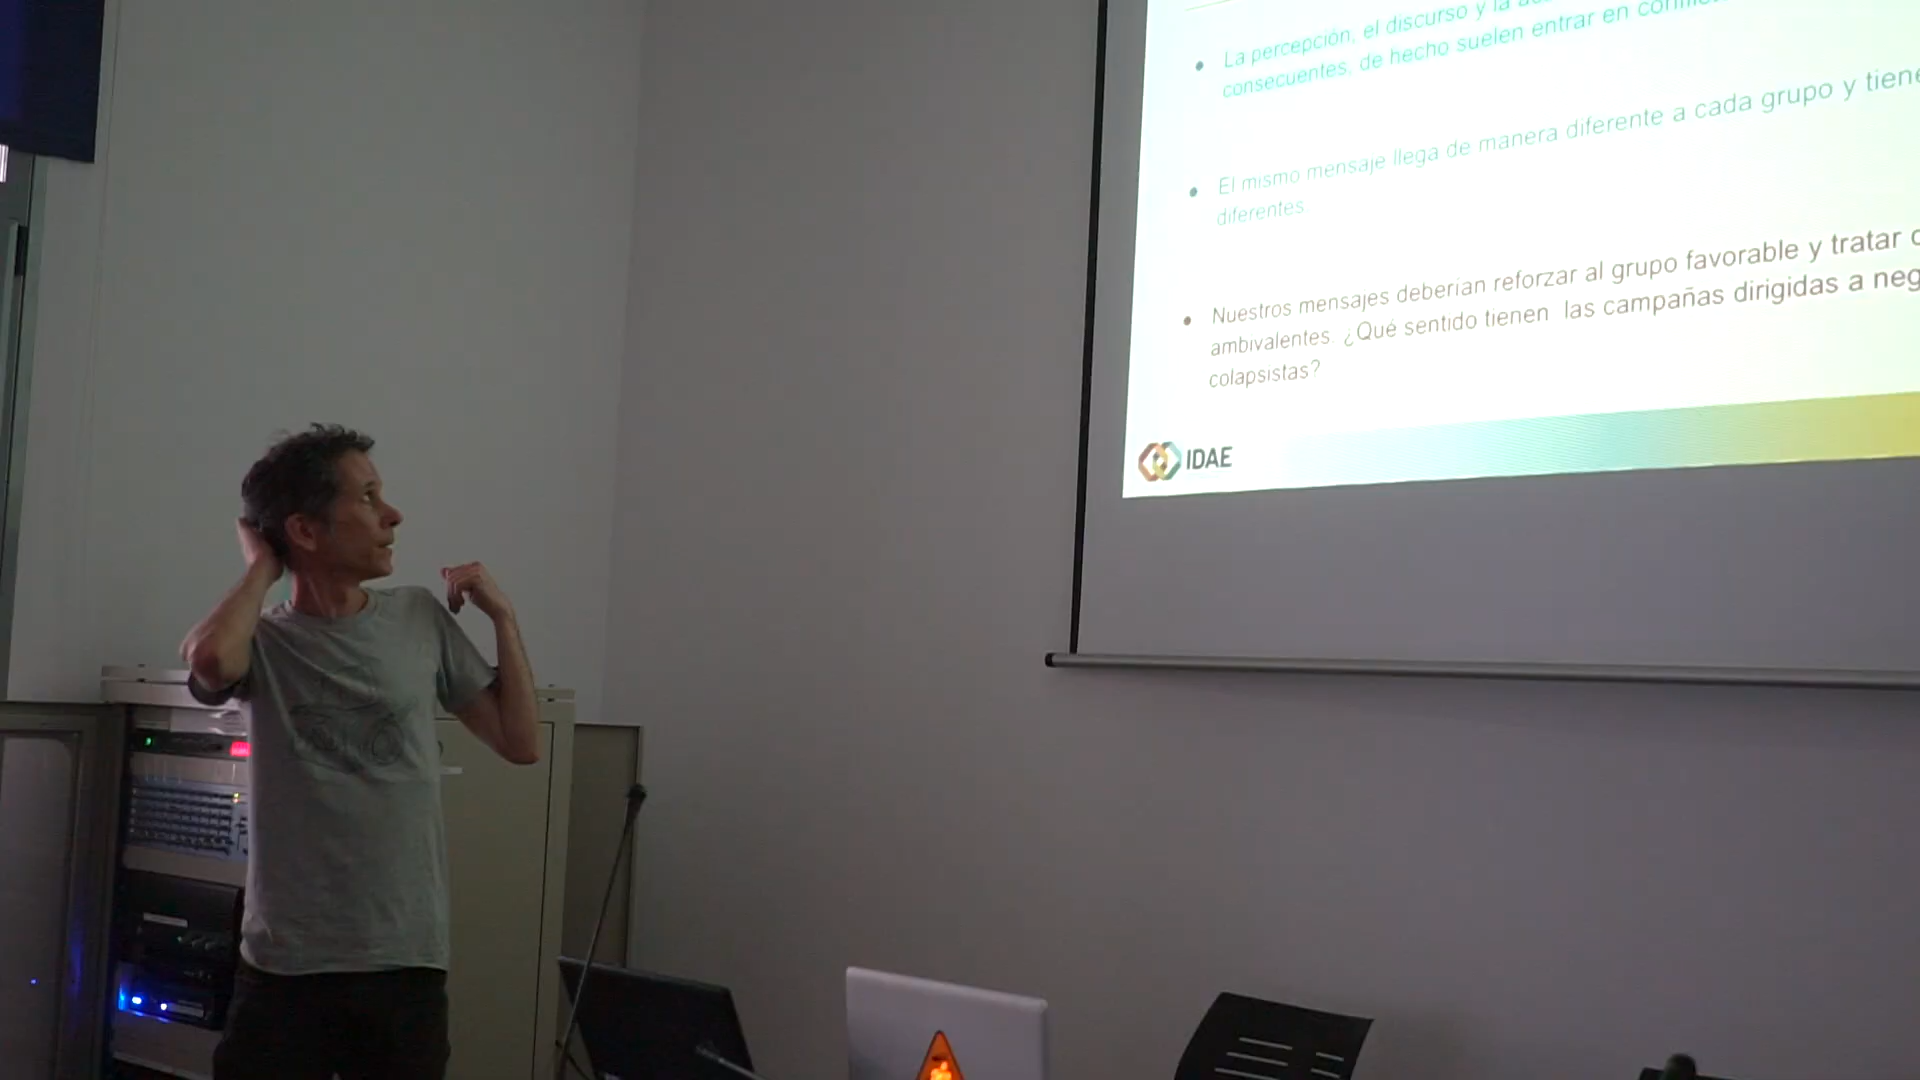 La percepción, el discurso y la
consecuentes, de hecho suelen entrar en
El mismo mensaje llega de manera diferente a cada grupo y
diferentes.
Nuestros mensajes deberían reforzar al grupo favorable y tratar
ambivalentes. ¿Qué sentido tienen las campañas dirigidas a
colapsistas?
IDAE